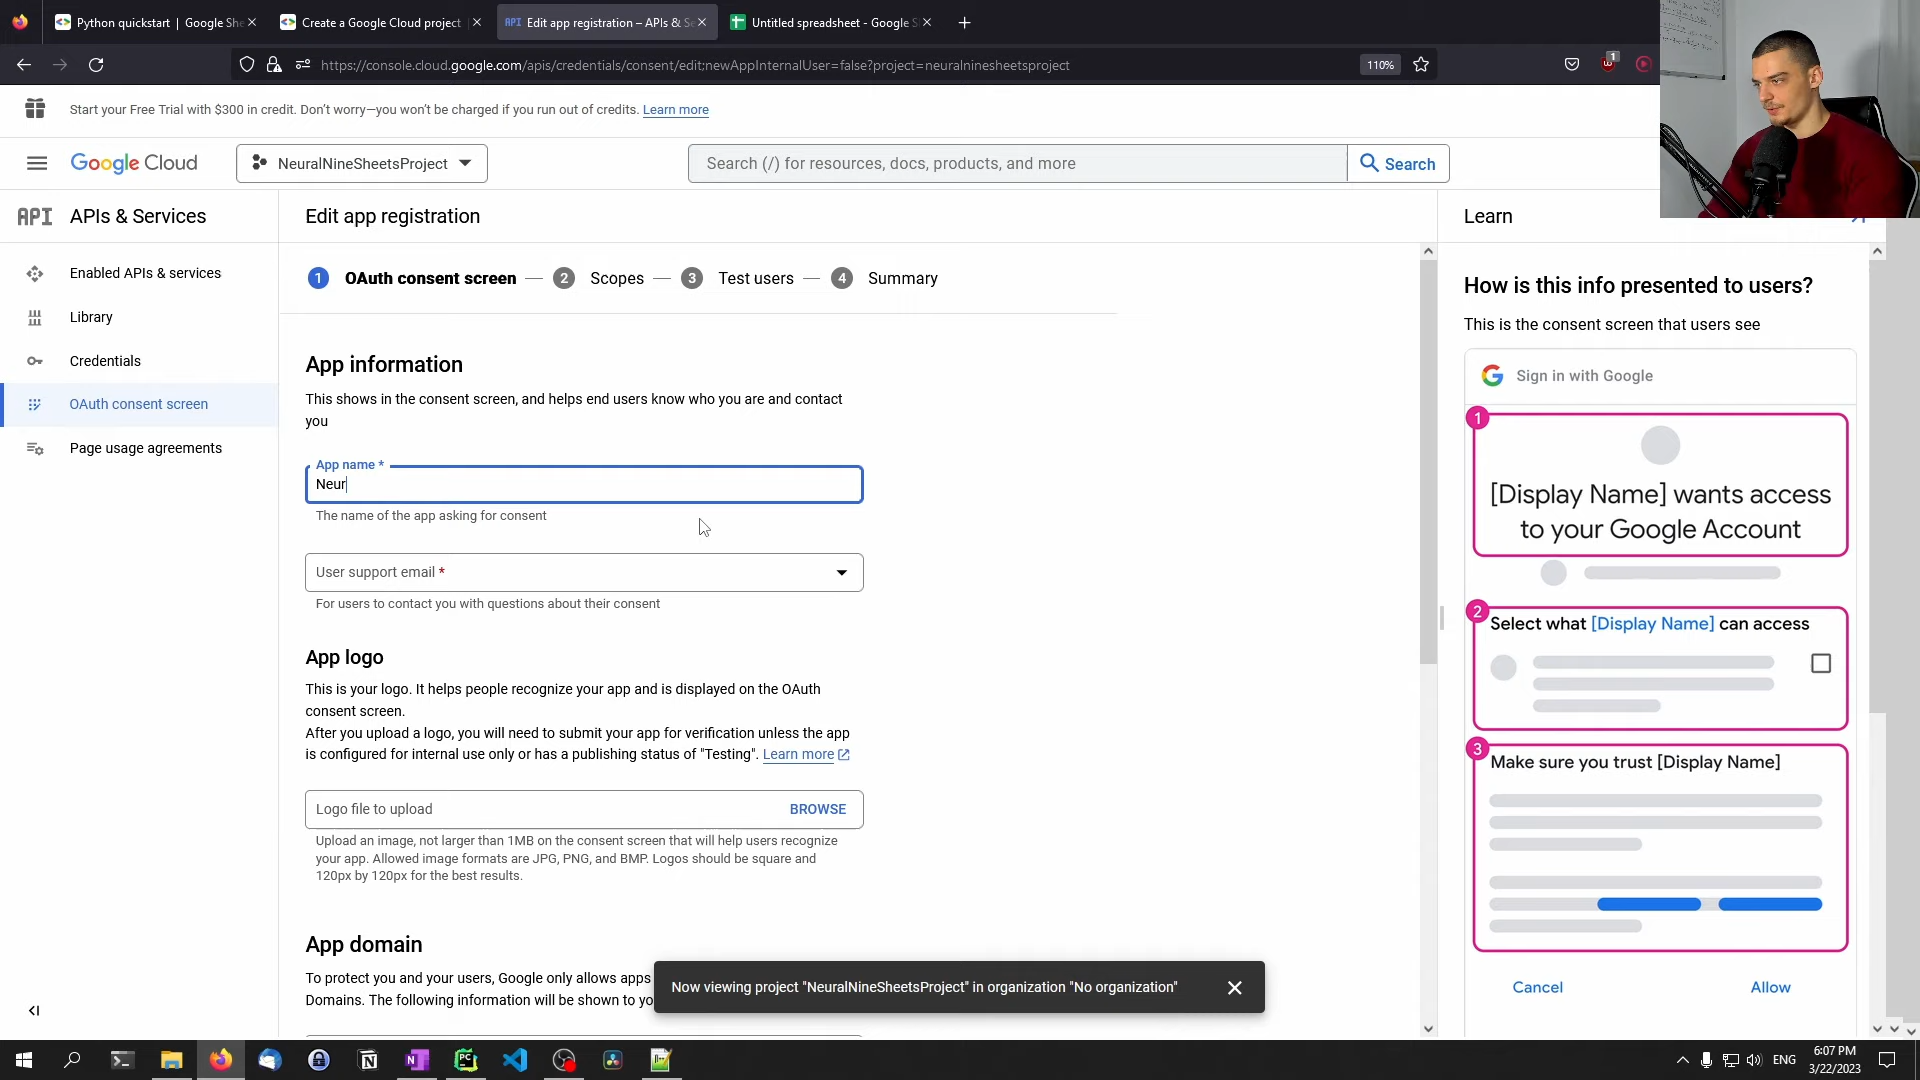 Python quickstart | Google She
Create a Google Cloud project
API Edit app registration – APIs & Se
Untitled spreadsheet - Google S
https://console.cloud.google.com/apis/credentials/consent/edit;newAppInternalUser=false?project=neuralninesheetsproject
110%
1
Start your Free Trial with $300 in credit. Don't worry—you won't be charged if you run out of credits. Learn more
Google Cloud
NeuralNineSheetsProject
Search (/) for resources, docs, products, and more
Search
API APIs & Services
Edit app registration
Learn
Enabled APIs & services
Library
Credentials
OAuth consent screen
Page usage agreements
1 OAuth consent screen — 2 Scopes — 3 Test users — 4 Summary
App information
This shows in the consent screen, and helps end users know who you are and contact
you
App name *
Neur
The name of the app asking for consent
User support email *
For users to contact you with questions about their consent
App logo
This is your logo. It helps people recognize your app and is displayed on the OAuth
consent screen.
After you upload a logo, you will need to submit your app for verification unless the app
is configured for internal use only or has a publishing status of "Testing". Learn more
Logo file to upload
BROWSE
Upload an image, not larger than 1MB on the consent screen that will help users recognize
your app. Allowed image formats are JPG, PNG, and BMP. Logos should be square and
120px by 120px for the best results.
App domain
To protect you and your users, Google only allows apps
Domains. The following information will be shown to yo
Now viewing project "NeuralNineSheetsProject" in organization "No organization"
How is this info presented to users?
This is the consent screen that users see
Sign in with Google
1
[Display Name] wants access
to your Google Account
2
Select what [Display Name] can access
3
Make sure you trust [Display Name]
Cancel
Allow
ENG
6:07 PM
3/22/2023